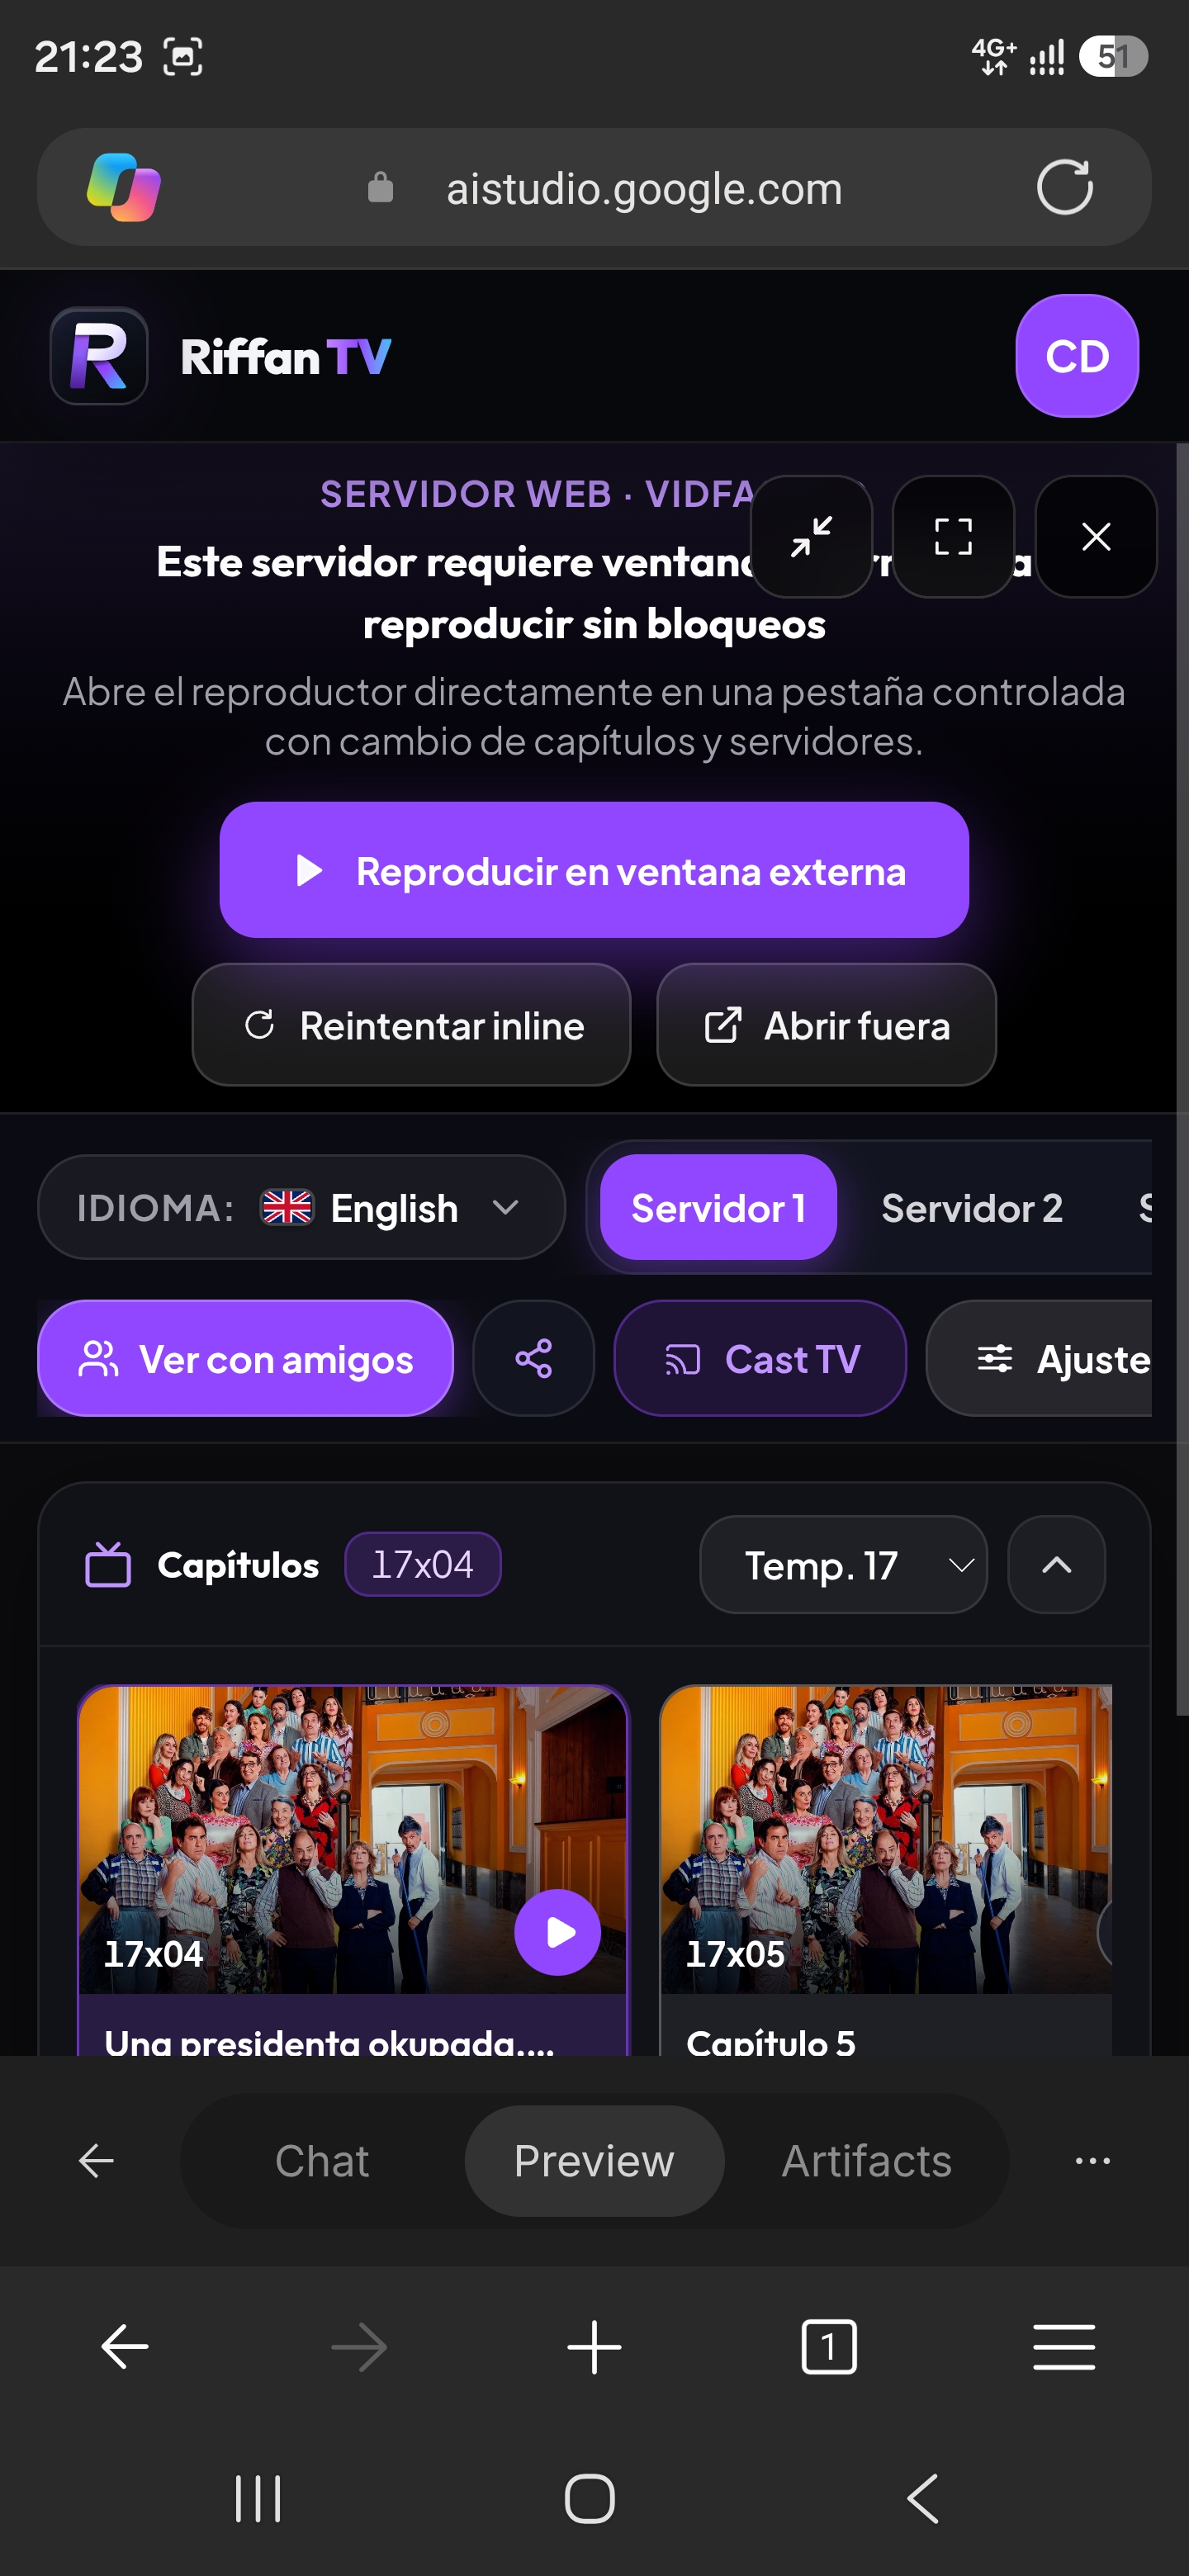 21:23
4G+
51
aistudio.google.com
Riffan TV
CD
SERVIDOR WEB ·
Este servidor requiere
reproducir sin bloqueos
Abre el reproductor directamente en una pestaña controlada
con cambio de capítulos y servidores.
Reproducir en ventana externa
Reintentar inline
Abrir fuera
IDIOMA: English
Servidor 1
Servidor 2
Ver con amigos
Cast TV
Ajuste
Capítulos
17x04
Temp. 17
17x04
17x05
Una presidenta okupada....
Capítulo 5
Chat
Preview
Artifacts
1